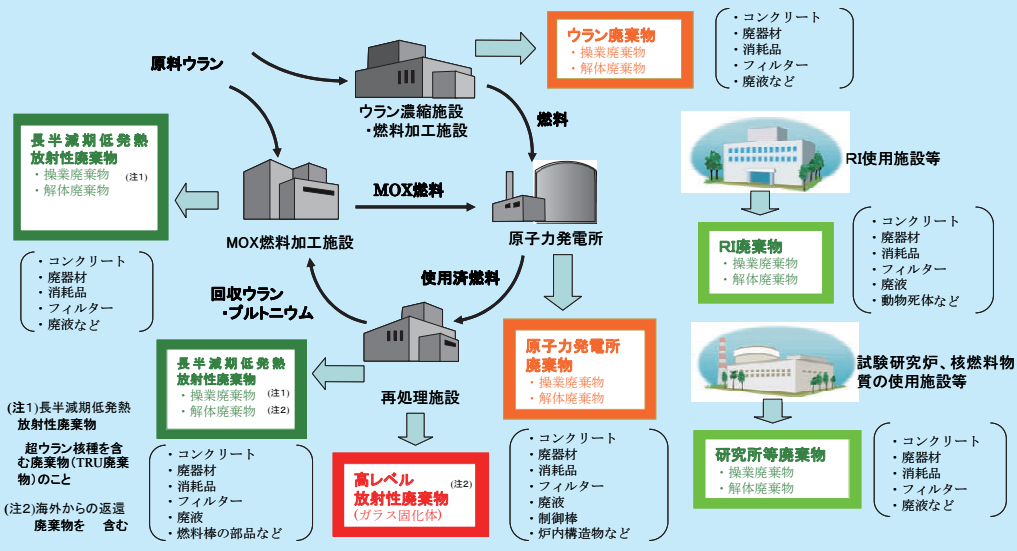 原料ウラン
ウラン濃縮施設
・燃料加工施設
ウラン廃棄物
・操業廃棄物
・解体廃棄物
・コンクリート
・廃器材
・消耗品
・フィルター
・廃液など
燃料
長半減期低発熱
放射性廃棄物
・操業廃棄物 (注1)
・解体廃棄物
・コンクリート
・廃器材
・消耗品
・フィルター
・廃液など
MOX燃料加工施設
MOX燃料
原子力発電所
使用済燃料
回収ウラン
・プルトニウム
再処理施設
長半減期低発熱
放射性廃棄物
・操業廃棄物 (注1)
・解体廃棄物 (注2)
・コンクリート
・廃器材
・消耗品
・フィルター
・廃液
・燃料棒の部品など
高レベル (注2)
放射性廃棄物
(ガラス固化体)
原子力発電所
廃棄物
・操業廃棄物
・解体廃棄物
・コンクリート
・廃器材
・消耗品
・フィルター
・廃液
・制御棒
・炉内構造物など
RI使用施設等
RI廃棄物
・操業廃棄物
・解体廃棄物
・コンクリート
・廃器材
・消耗品
・フィルター
・廃液
・動物死体など
試験研究炉、核燃料物
質の使用施設等
研究所等廃棄物
・操業廃棄物
・解体廃棄物
・コンクリート
・廃器材
・消耗品
・フィルター
・廃液など
(注1)長半減期低発熱
放射性廃棄物
超ウラン核種を含
む廃棄物(TRU廃棄
物)のこと
(注2)海外からの返還
廃棄物を 含む